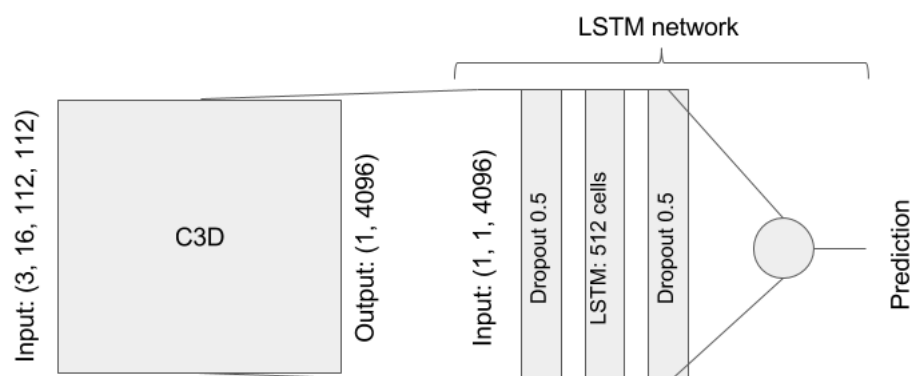 LSTM network
Input: (3, 16, 112, 112)
C3D
Output: (1, 4096)
Input: (1, 1, 4096)
Dropout 0.5
LSTM: 512 cells
Dropout 0.5
Prediction